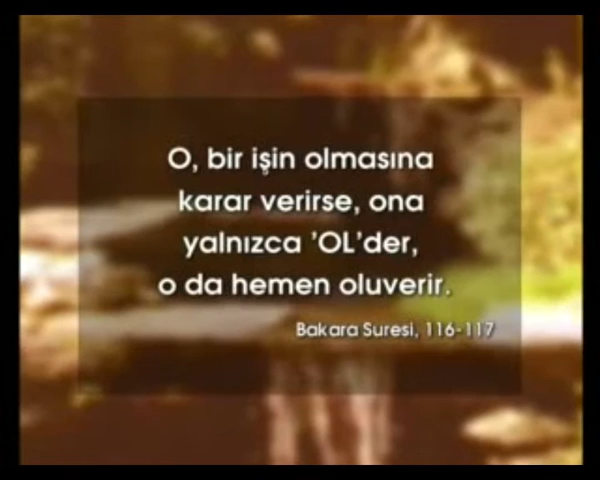 O, bir işin olmasına
karar verirse, ona
yalnızca 'OL'der,
o da hemen oluverir.
Bakara Suresi, 116-117